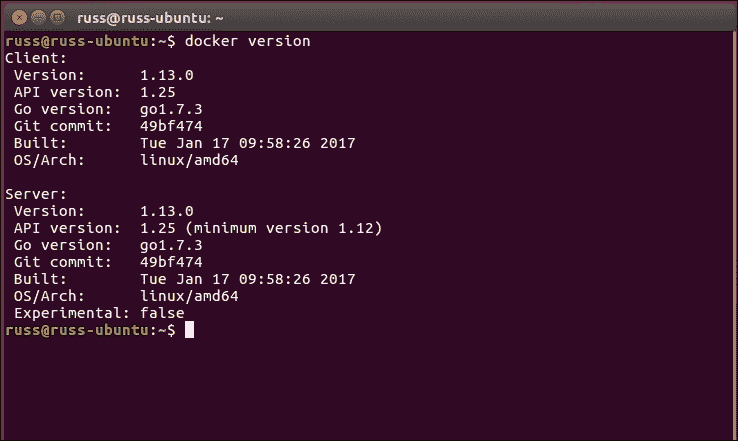 russ@russ-ubuntu: ~
russ@russ-ubuntu:~$ docker version
Client:
 Version:      1.13.0
 API version:  1.25
 Go version:   go1.7.3
 Git commit:   49bf474
 Built:        Tue Jan 17 09:58:26 2017
 OS/Arch:      linux/amd64

Server:
 Version:      1.13.0
 API version:  1.25 (minimum version 1.12)
 Go version:   go1.7.3
 Git commit:   49bf474
 Built:        Tue Jan 17 09:58:26 2017
 OS/Arch:      linux/amd64
 Experimental: false
russ@russ-ubuntu:~$